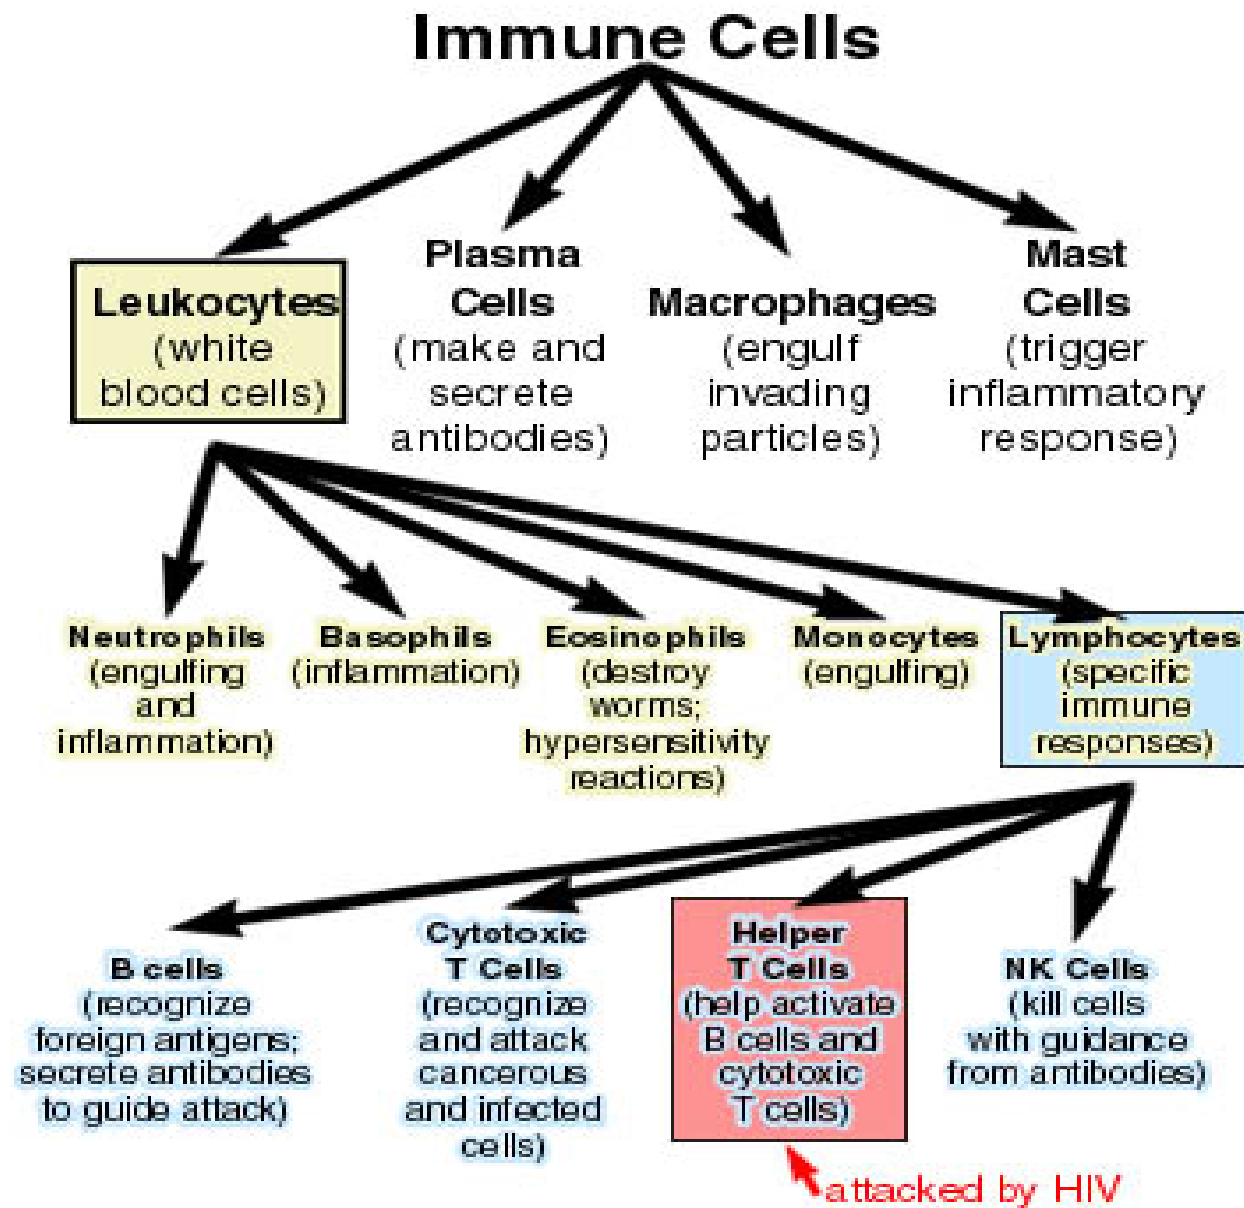 Immune Cells
Leukocytes
(white
blood cells)
Plasma
Cells
(make and
secrete
antibodies)
Macrophages
(engulf
invading
particles)
Mast
Cells
(trigger
inflammatory
response)
Neutrophils
(engulfing
and
inflammation)
Basophils
(inflammation)
Eosinophils
(destroy
worms;
hypersensitivity
reactions)
Monocytes
(engulfing)
Lymphocytes
(specific
immune
responses)
B cells
(recognize
foreign antigens;
secrete antibodies
to guide attack)
Cytotoxic
T Cells
(recognize
and attack
cancerous
and infected
cells)
Helper
T Cells
(help activate
B cells and
cytotoxic
T cells)
NK Cells
(kill cells
with guidance
from antibodies)
attacked by HIV